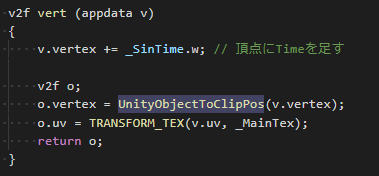 v2f vert (appdata v)
{
v.vertex += _SinTime.w; // 頂点にTimeを足す
v2f o;
o.vertex = UnityObjectToClipPos(v.vertex);
o.uv = TRANSFORM_TEX(v.uv, _MainTex);
return o;
}